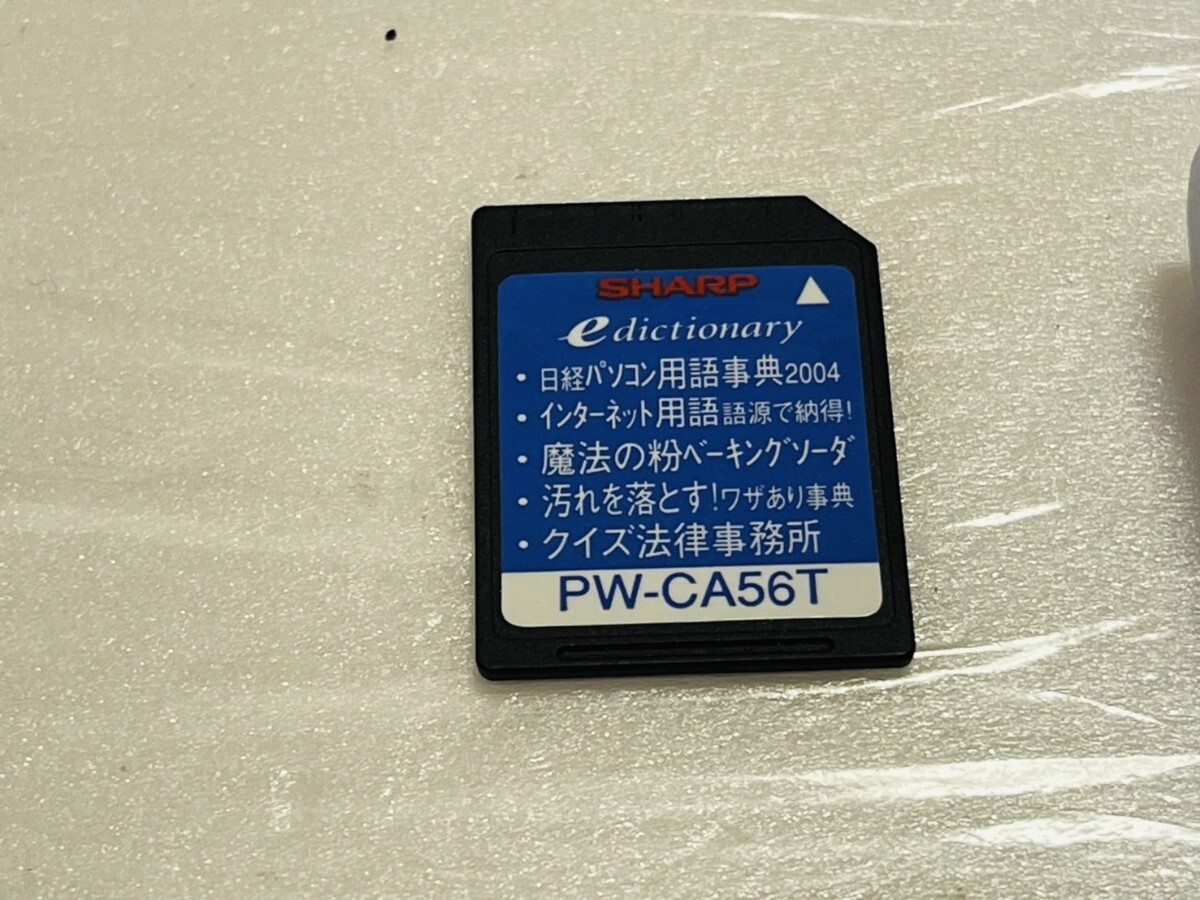 SHARP
e dictionary
・日経パソコン用語事典2004
・インターネット用語 語源で納得!
・魔法の粉ベーキングソーダ
・汚れを落とす!ワザあり事典
・クイズ法律事務所
PW-CA56T